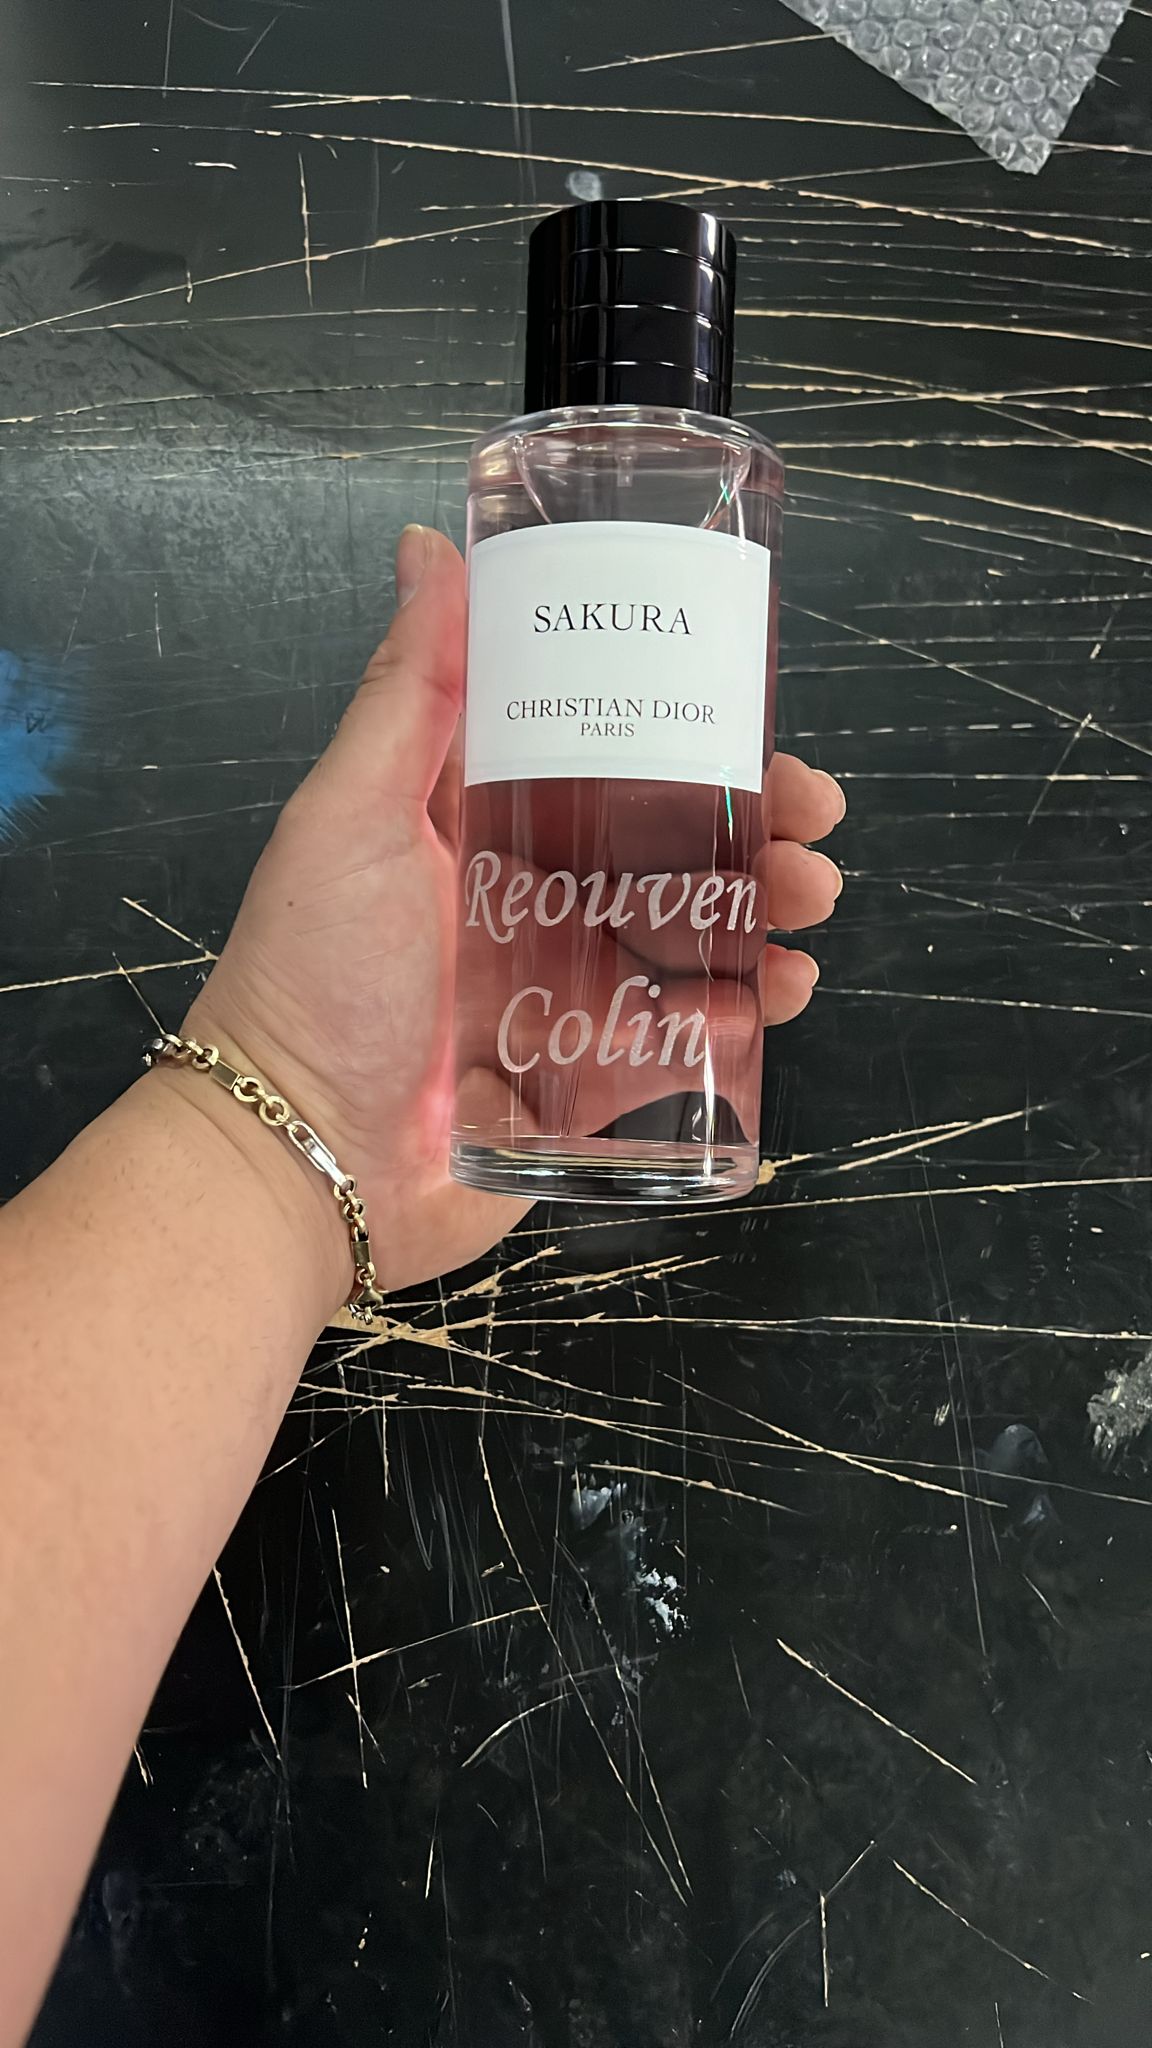 SAKURA
CHRISTIAN DIOR
PARIS
Reouven
Colin